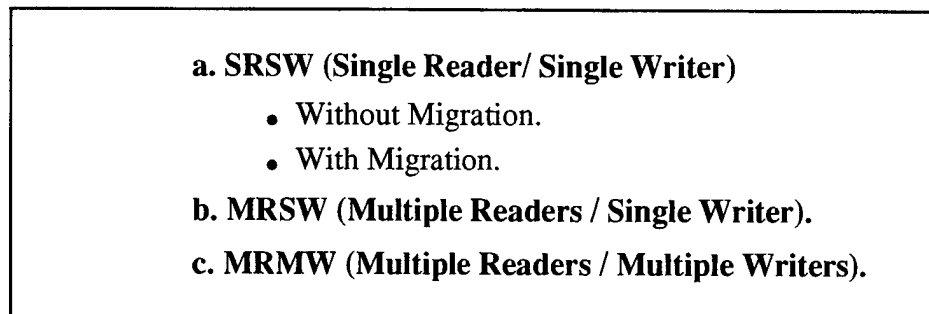 a. SRSW (Single Reader/ Single Writer)
• Without Migration.
• With Migration.
b. MRSW (Multiple Readers / Single Writer).
c. MRMW (Multiple Readers / Multiple Writers).